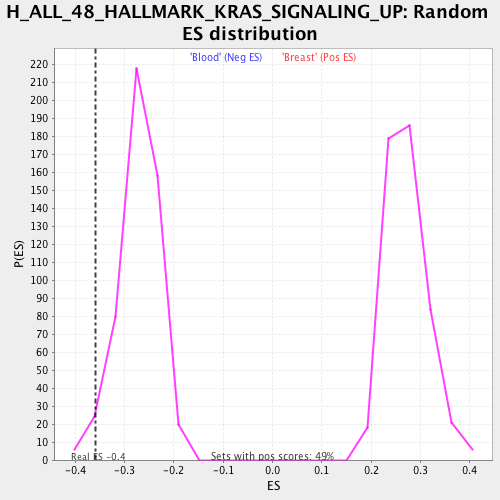 H_ALL_48_HALLMARK_KRAS_SIGNALING_UP: Random
ES distribution
'Blood' (Neg ES) 'Breast' (Pos ES)
220
210
200
190
180
170
160
150
140
130
120
110
100
90
80
70
60
50
40
30
20
10
0
P(ES)
Real ES -0.4
Sets with pos scores: 49%
-0.4 -0.3 -0.2 -0.1 0.0 0.1 0.2 0.3 0.4
ES